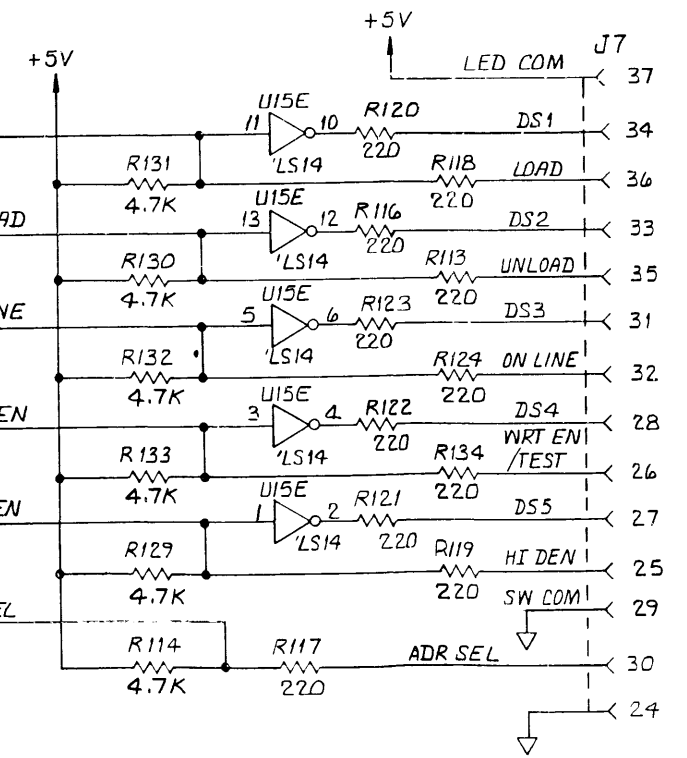 +5V
J7
+5V
LED COM 37
U15E
11 10 R120 DS1 34
'LS14 220
R131 R118 LOAD 36
4.7K 220
U15E
AD 13 12 R116 DS2 33
'LS14 220
R130 R113 UNLOAD 35
4.7K 220
U15E
NE 5 6 R123 DS3 31
'LS14 220
R132 R124 ON LINE 32
4.7K 220
U15E
EN 3 4 R122 DS4 28
'LS14 220
WRT EN
R133 R134 /TEST 26
4.7K 220
U15E
EN 1 2 R121 DS5 27
'LS14 220
R129 R119 HI DEN 25
4.7K 220
SW COM 29
EL
R114 R117 ADR SEL 30
4.7K 220
24